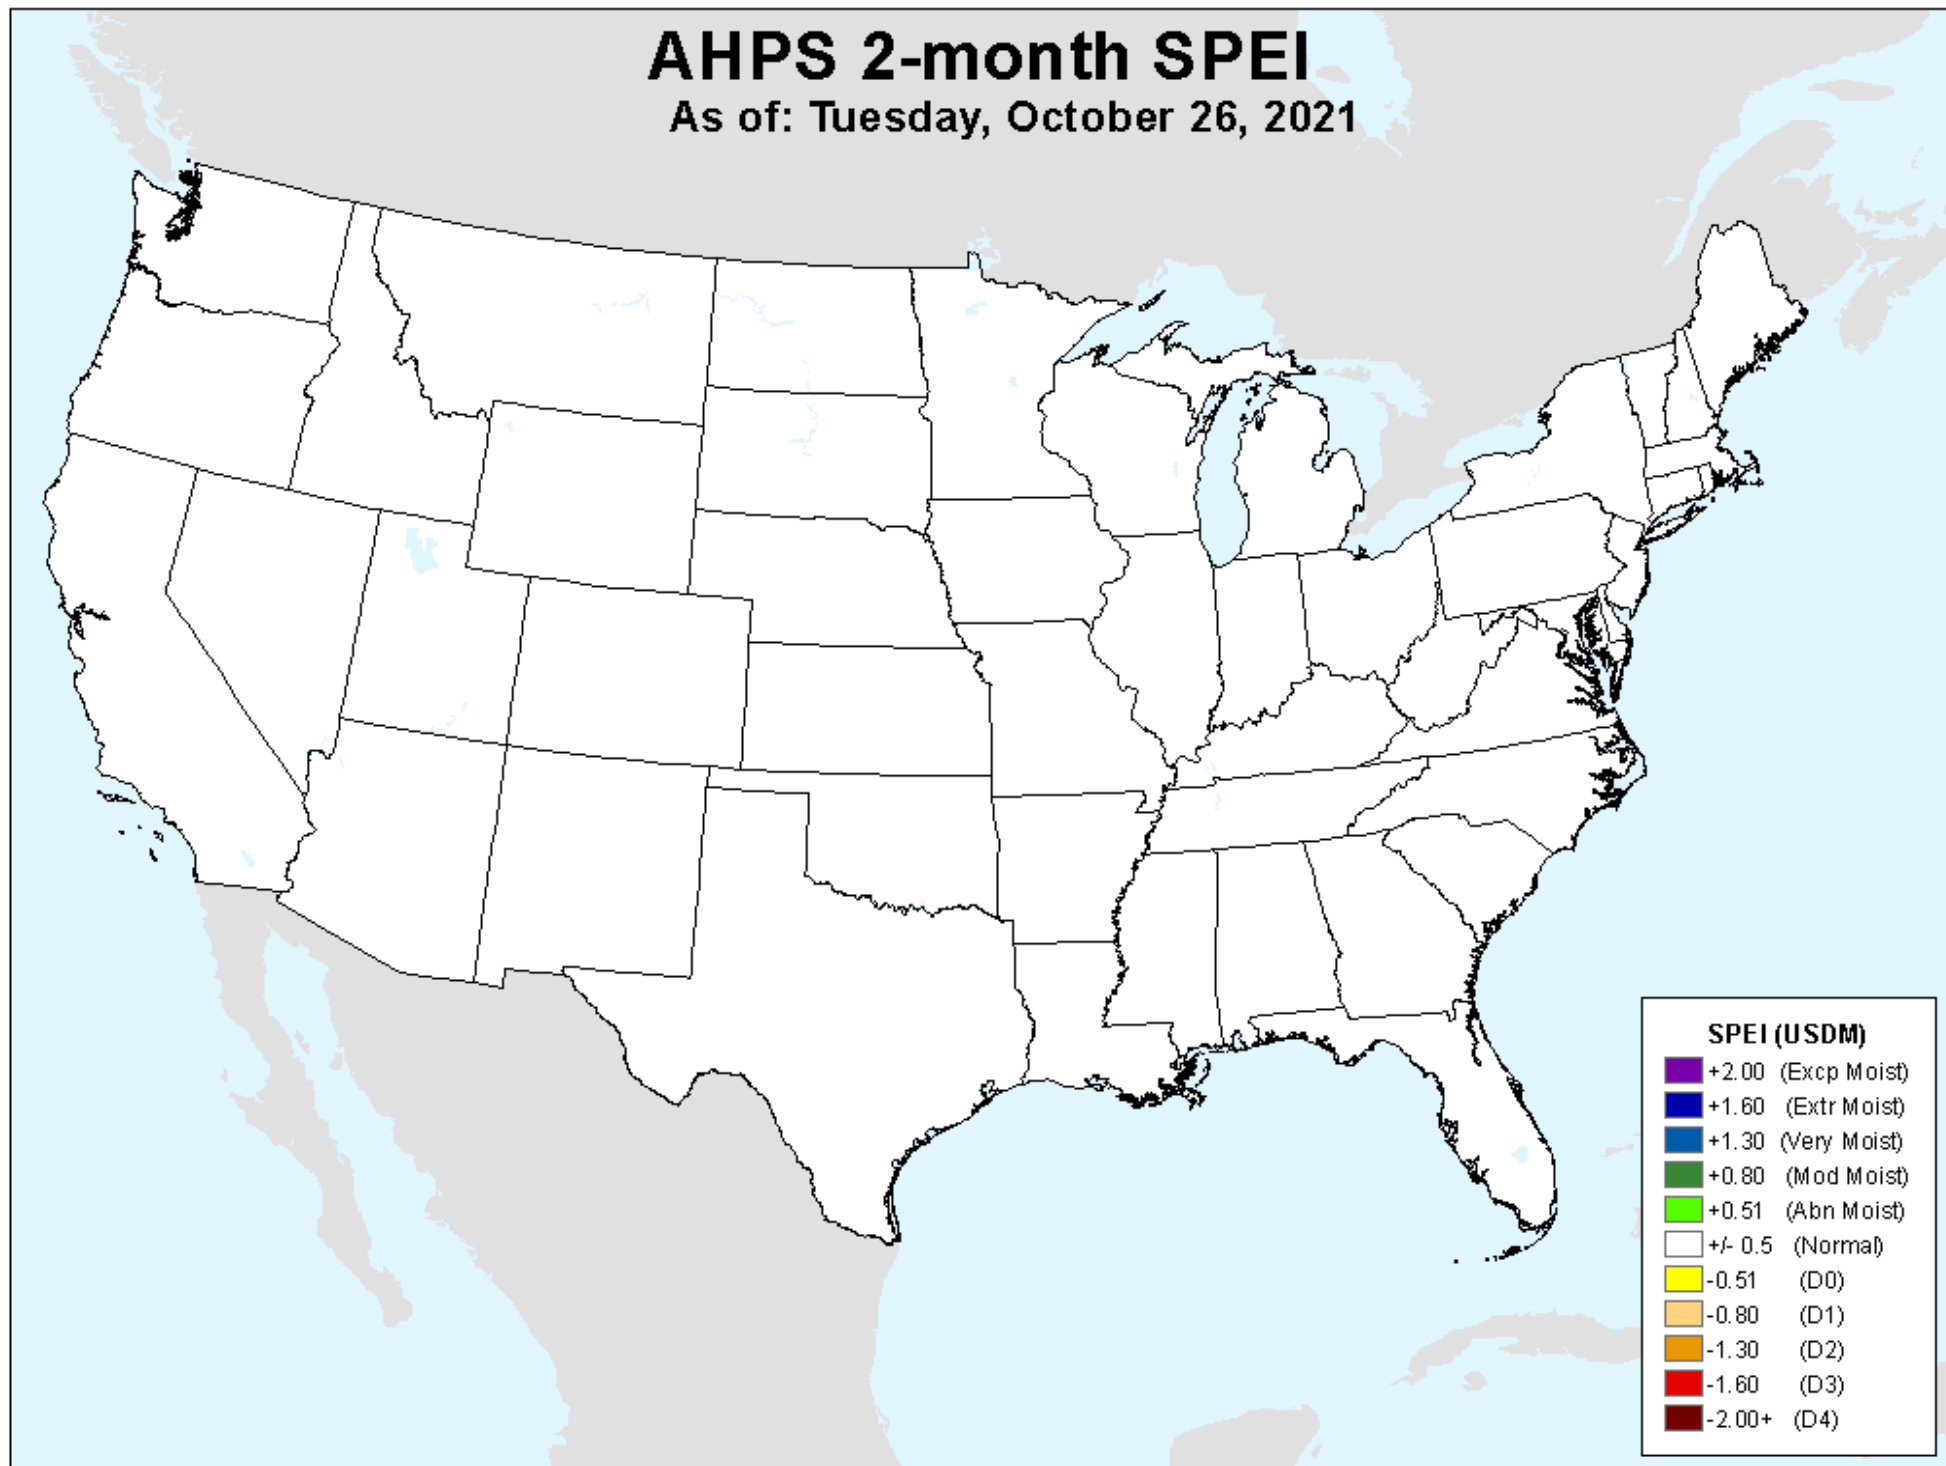 AHPS 2-month SPEI
As of: Tuesday, October 26, 2021
SPEI (USDM)
+2.00 (Excp Moist)
+1.60 (Extr Moist)
+1.30 (Very Moist)
+0.80 (Mod Moist)
+0.51 (Abn Moist)
+/- 0.5 (Normal)
-0.51 (D0)
-0.80 (D1)
-1.30 (D2)
-1.60 (D3)
-2.00+ (D4)